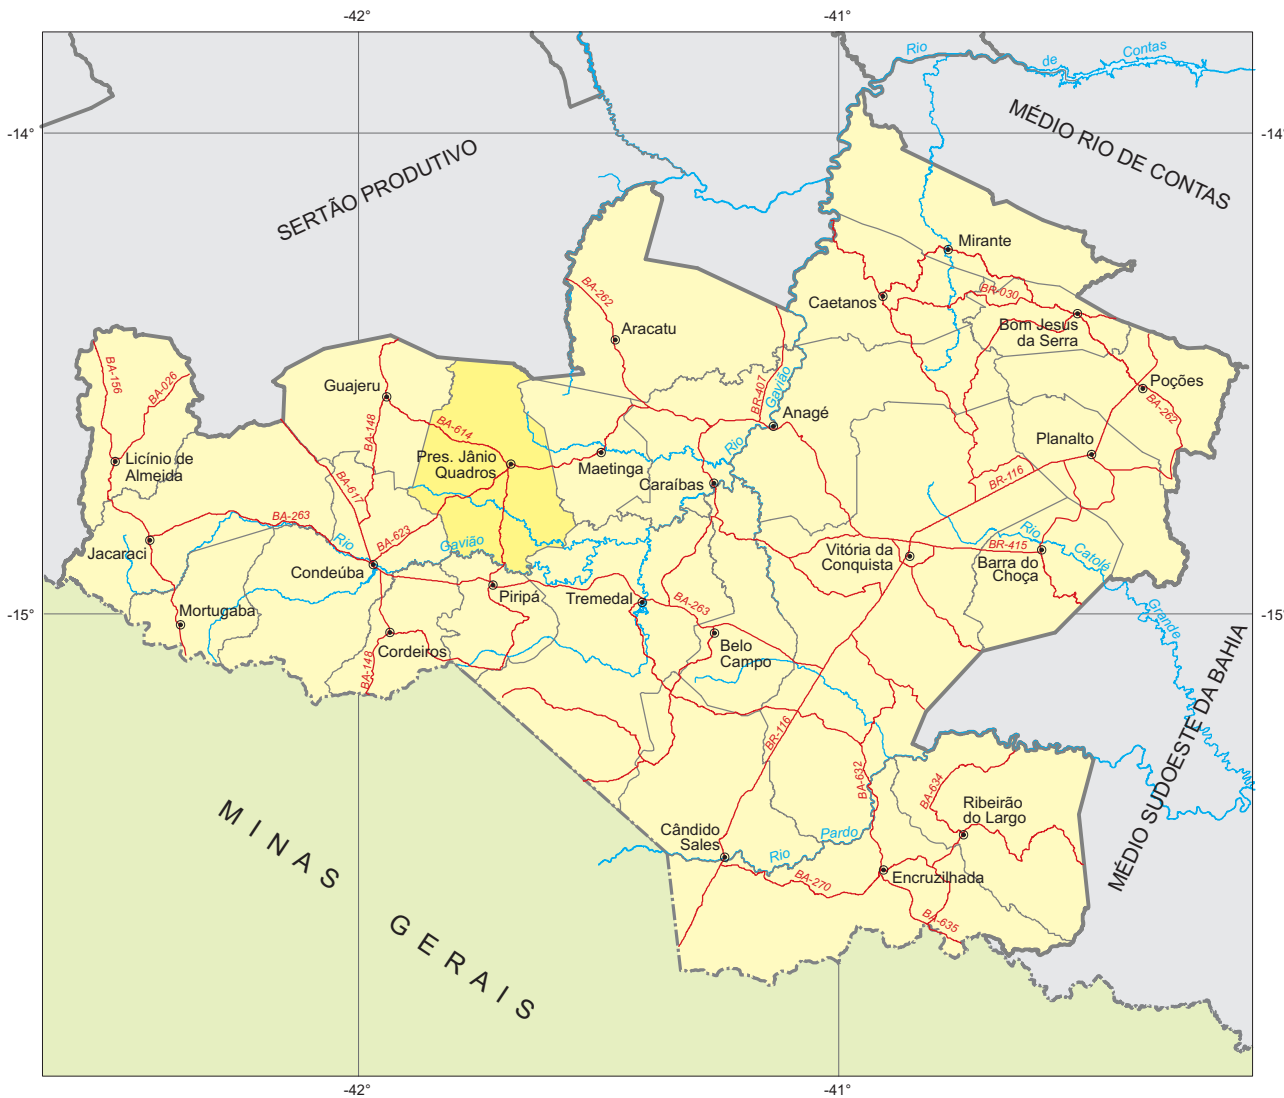 -42°
-41°
Rio
de
Contas
-14°
-14°
MÉDIO RIO DE CONTAS
SERTÃO PRODUTIVO
Mirante
BA-262
Caetanos
BR-030
Bom Jesus
da Serra
Aracatu
BA-156
BA-026
Guajeru
BR-407
Gavião
Poções
BA-262
Anagé
BA-148
BA-614
Rio
Planalto
Licínio de
Almeida
Pres. Jânio
Quadros
Maetinga
Caraíbas
BR-116
BA-617
BA-263
BA-623
Rio
Gavião
Jacaraci
Condeúba
Vitória da
Conquista
BR-415
Rio
Catolé
Barra do
Choça
Piripá
Tremedal
BA-263
Grande
Mortugaba
-15°
-15°
Cordeiros
Belo
Campo
BA-148
BR-116
MÉDIO SUDOESTE DA BAHIA
BA-632
BA-634
Ribeirão
do Largo
MINAS
Cândido
Sales
Rio
Pardo
BA-270
Encruzilhada
BA-635
GERAIS
-42°
-41°